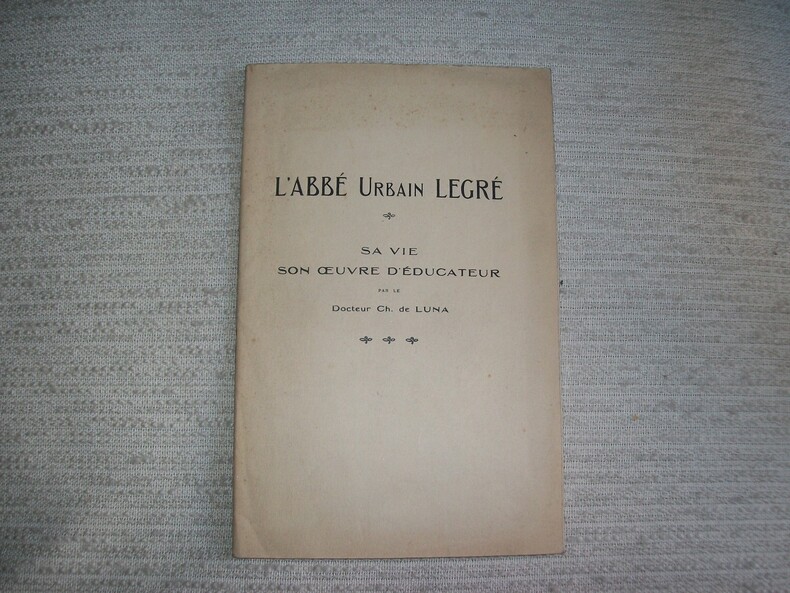 L'ABBÉ URBAIN LEGRÉ
SA VIE
SON ŒUVRE D'ÉDUCATEUR
PAR LE
Docteur Ch. de LUNA